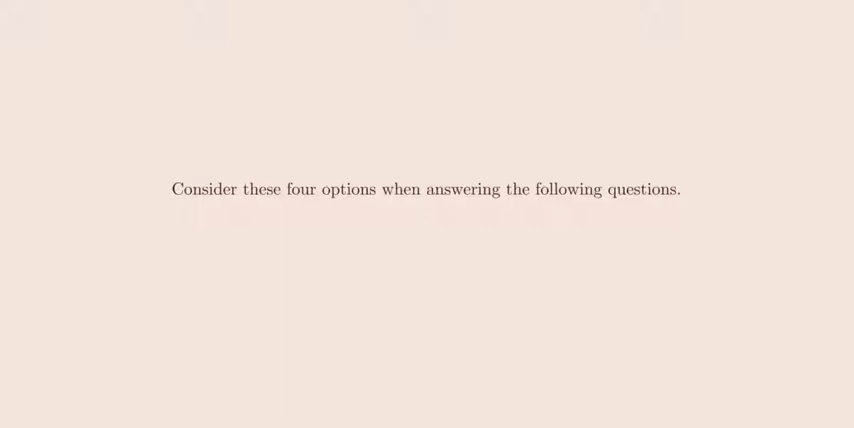 Consider these four options when answering the following questions.